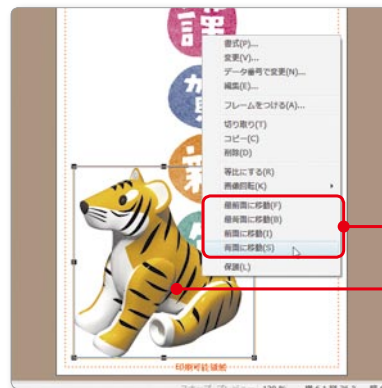 書式(P)...
変更(V)...
データ番号で変更(N)...
編集(E)...
フレームをつける(A)...
切り取り(T)
コピー(C)
削除(D)
等比にする(R)
画像回転(K)
最前面に移動(F)
最背面に移動(B)
前面に移動(I)
背面に移動(S)
保護(L)
印刷可能領域